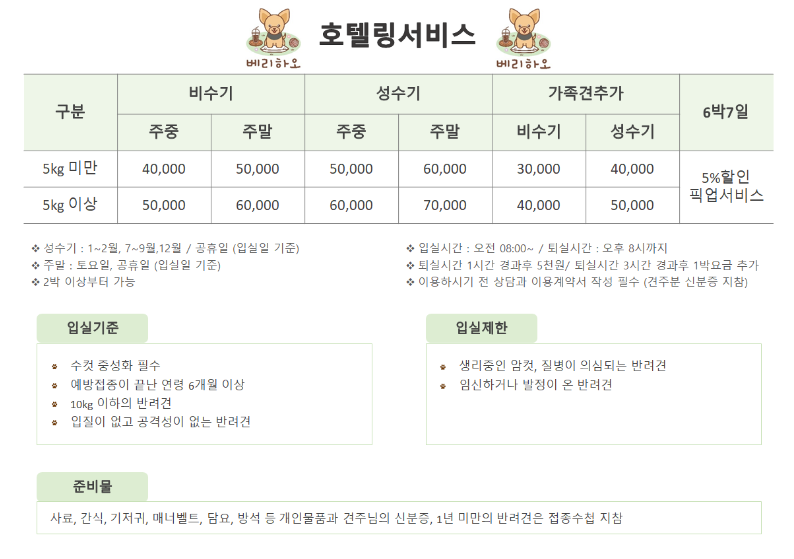 베리하오 호텔링서비스 베리하오
구분 비수기 성수기 가족견추가 6박7일
주중 주말 주중 주말 비수기 성수기
5kg 미만 40,000 50,000 50,000 60,000 30,000 40,000 5%할인 픽업서비스
5kg 이상 50,000 60,000 60,000 70,000 40,000 50,000
❖ 성수기 : 1~2월, 7~9월,12월 / 공휴일 (입실일 기준)
❖ 주말 : 토요일, 공휴일 (입실일 기준)
❖ 2박 이상부터 가능
❖ 입실시간 : 오전 08:00~ / 퇴실시간 : 오후 8시까지
❖ 퇴실시간 1시간 경과후 5천원/ 퇴실시간 3시간 경과후 1박요금 추가
❖ 이용하시기 전 상담과 이용계약서 작성 필수 (견주분 신분증 지참)
입실기준
수컷 중성화 필수
예방접종이 끝난 연령 6개월 이상
10kg 이하의 반려견
입질이 없고 공격성이 없는 반려견
입실제한
생리중인 암컷, 질병이 의심되는 반려견
임신하거나 발정이 온 반려견
준비물
사료, 간식, 기저귀, 매너벨트, 담요, 방석 등 개인물품과 견주님의 신분증, 1년 미만의 반려견은 접종수첩 지참